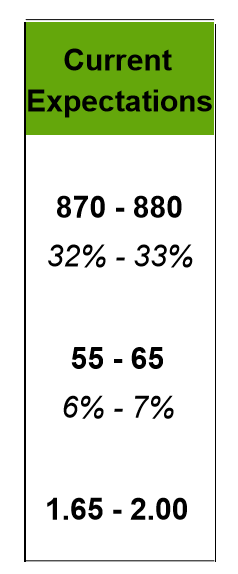 Current
Expectations
870 - 880
32% - 33%
55 - 65
6% - 7%
1.65 - 2.00